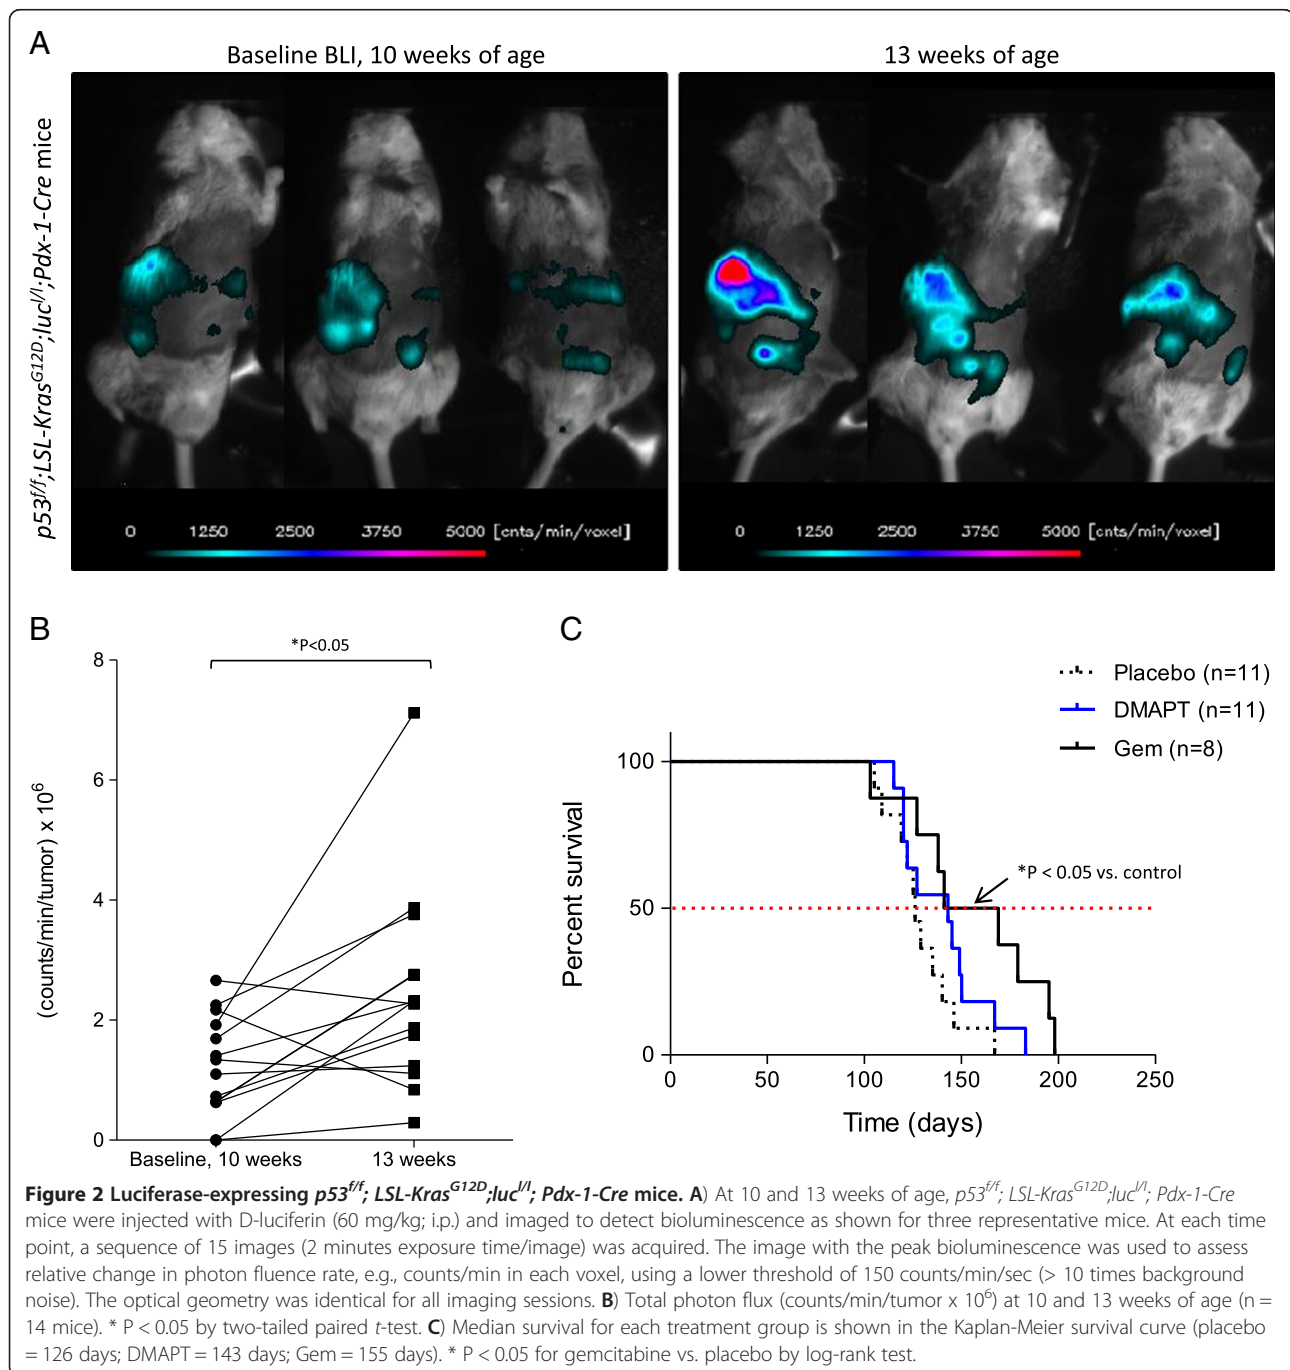 A
Baseline BLI, 10 weeks of age
13 weeks of age
p53f/f;LSL-KrasG12D;lucl/l;Pdx-1-Cre mice
0 1250 2500 3750 5000 [cnts/min/voxel]
0 1250 2500 3750 5000 [cnts/min/voxel]
B
*P<0.05
8
6
4
2
0
(counts/min/tumor) x 10⁶
Baseline, 10 weeks
13 weeks
C
Placebo (n=11)
DMAPT (n=11)
Gem (n=8)
100
50
0
Percent survival
*P < 0.05 vs. control
0 50 100 150 200 250
Time (days)
Figure 2 Luciferase-expressing p53f/f; LSL-KrasG12D;lucl/l; Pdx-1-Cre mice. A) At 10 and 13 weeks of age, p53f/f; LSL-KrasG12D;lucl/l; Pdx-1-Cre
mice were injected with D-luciferin (60 mg/kg; i.p.) and imaged to detect bioluminescence as shown for three representative mice. At each time
point, a sequence of 15 images (2 minutes exposure time/image) was acquired. The image with the peak bioluminescence was used to assess
relative change in photon fluence rate, e.g., counts/min in each voxel, using a lower threshold of 150 counts/min/sec (> 10 times background
noise). The optical geometry was identical for all imaging sessions. B) Total photon flux (counts/min/tumor x 10⁶) at 10 and 13 weeks of age (n =
14 mice). * P < 0.05 by two-tailed paired t-test. C) Median survival for each treatment group is shown in the Kaplan-Meier survival curve (placebo
= 126 days; DMAPT = 143 days; Gem = 155 days). * P < 0.05 for gemcitabine vs. placebo by log-rank test.